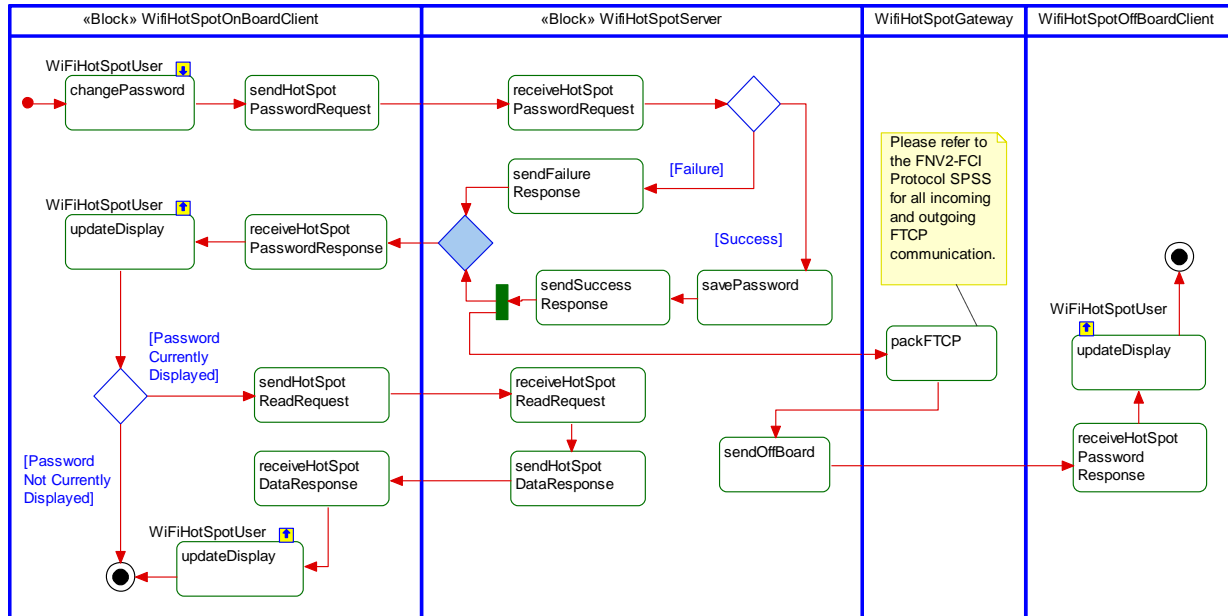 «Block» WifiHotSpotOnBoardClient
«Block» WifiHotSpotServer
WifiHotSpotGateway
WifiHotSpotOffBoardClient
WiFiHotSpotUser
changePassword
sendHotSpot
PasswordRequest
receiveHotSpot
PasswordRequest
Please refer to
the FNV2-FCI
Protocol SPSS
for all incoming
and outgoing
FTCP
communication.
[Failure]
sendFailure
Response
WiFiHotSpotUser
updateDisplay
receiveHotSpot
PasswordResponse
[Success]
sendSuccess
Response
savePassword
WiFiHotSpotUser
updateDisplay
packFTCP
[Password
Currently
Displayed]
sendHotSpot
ReadRequest
receiveHotSpot
ReadRequest
sendOffBoard
receiveHotSpot
Password
Response
[Password
Not Currently
Displayed]
receiveHotSpot
DataResponse
sendHotSpot
DataResponse
WiFiHotSpotUser
updateDisplay